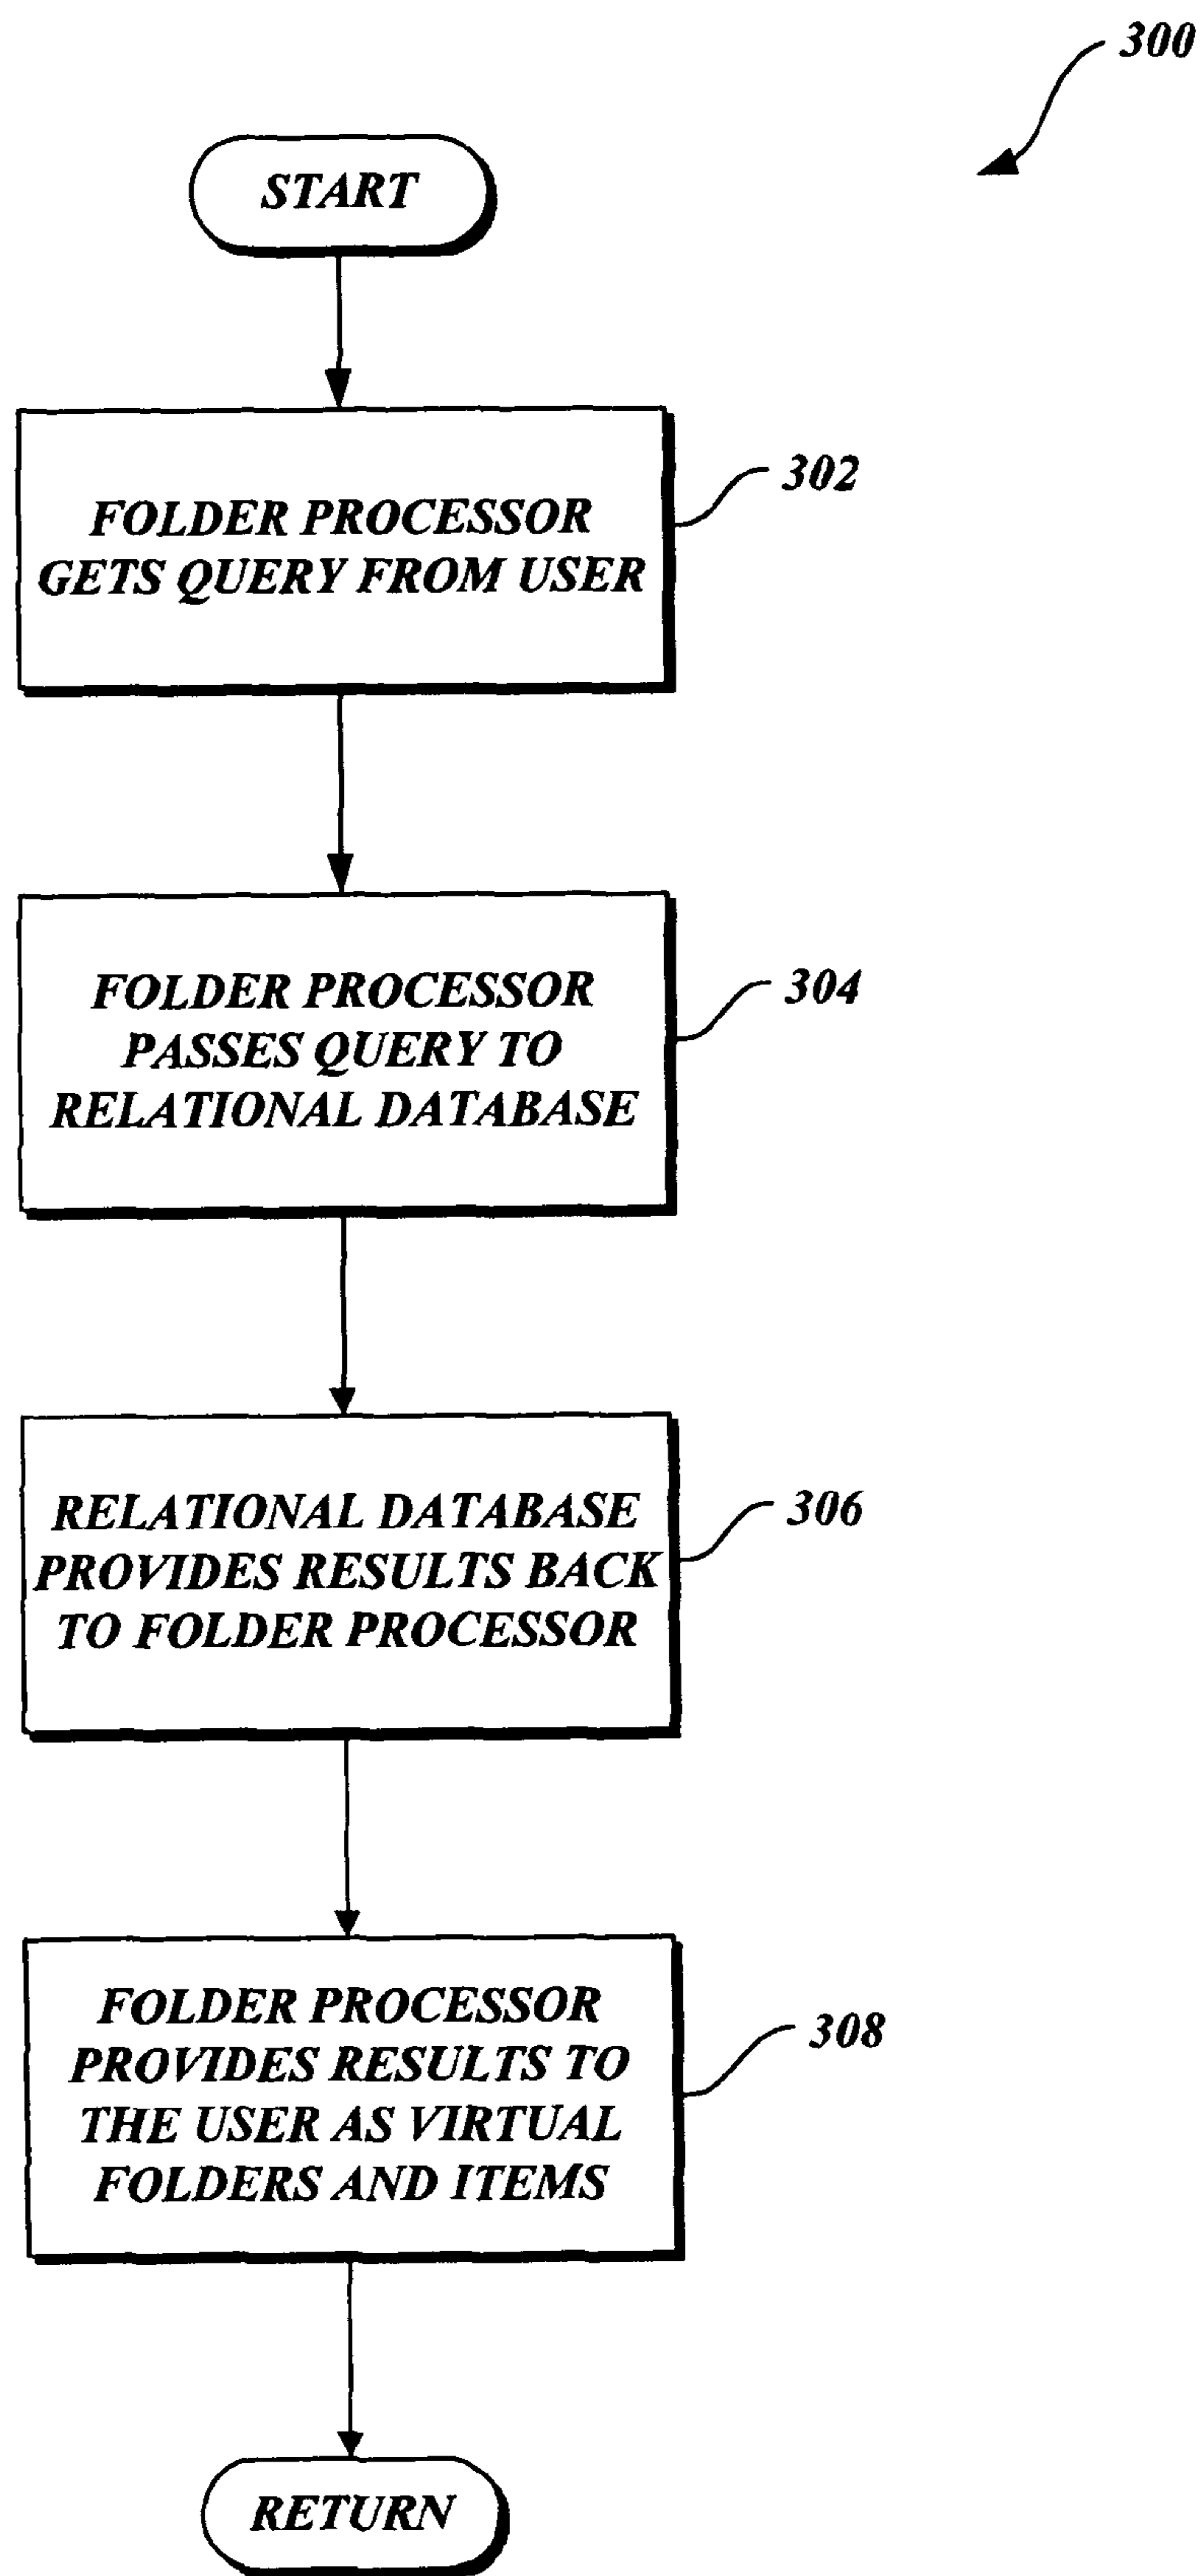 300
START
FOLDER PROCESSOR
GETS QUERY FROM USER
302
FOLDER PROCESSOR
PASSES QUERY TO
RELATIONAL DATABASE
304
RELATIONAL DATABASE
PROVIDES RESULTS BACK
TO FOLDER PROCESSOR
306
FOLDER PROCESSOR
PROVIDES RESULTS TO
THE USER AS VIRTUAL
FOLDERS AND ITEMS
308
RETURN